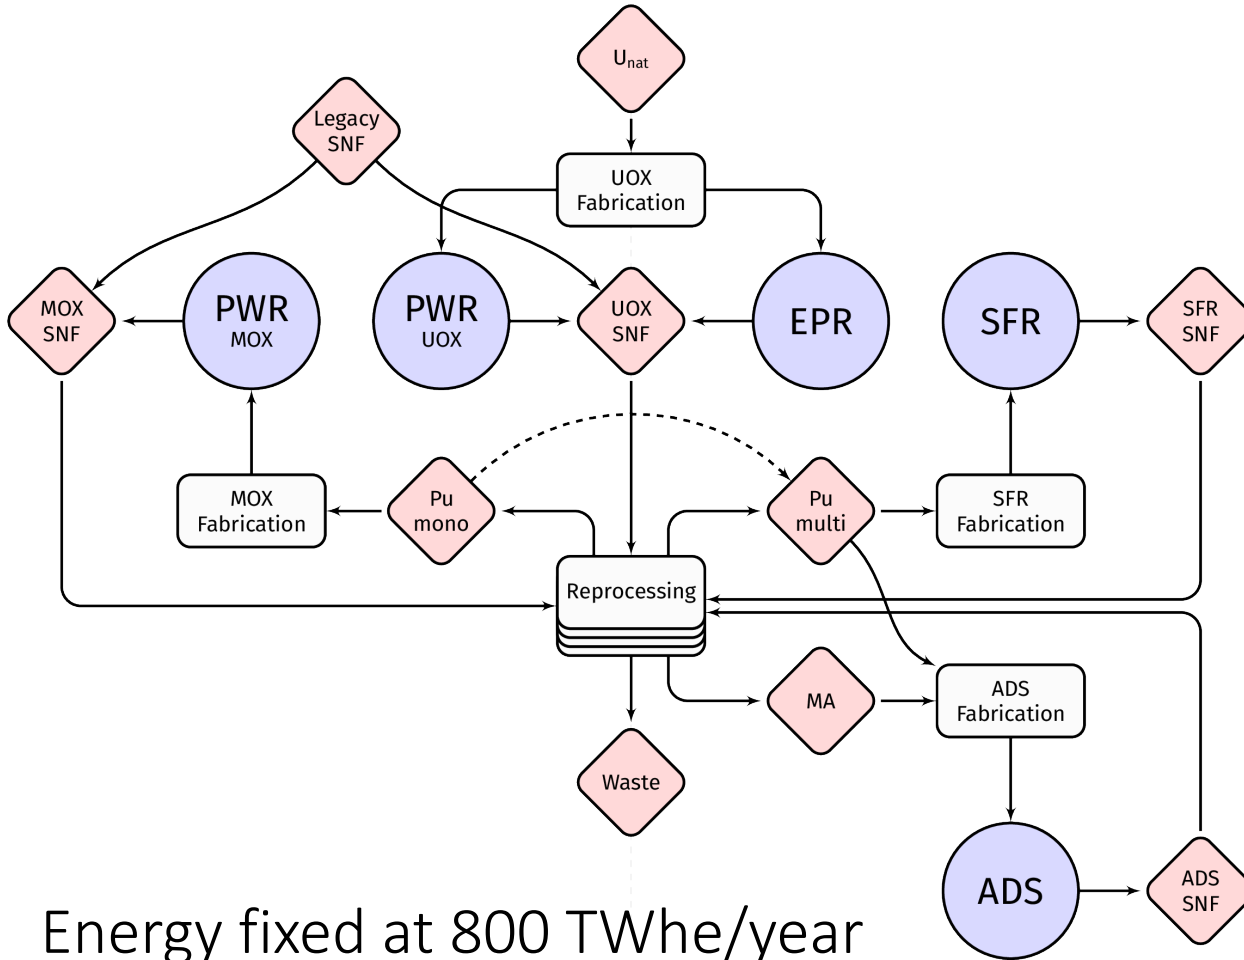 U_nat
Legacy
SNF
UOX
Fabrication
MOX
SNF
PWR
MOX
PWR
UOX
UOX
SNF
EPR
SFR
SFR
SNF
MOX
Fabrication
Pu
mono
Pu
multi
SFR
Fabrication
Reprocessing
MA
ADS
Fabrication
Waste
ADS
ADS
SNF
Energy fixed at 800 TWhe/year